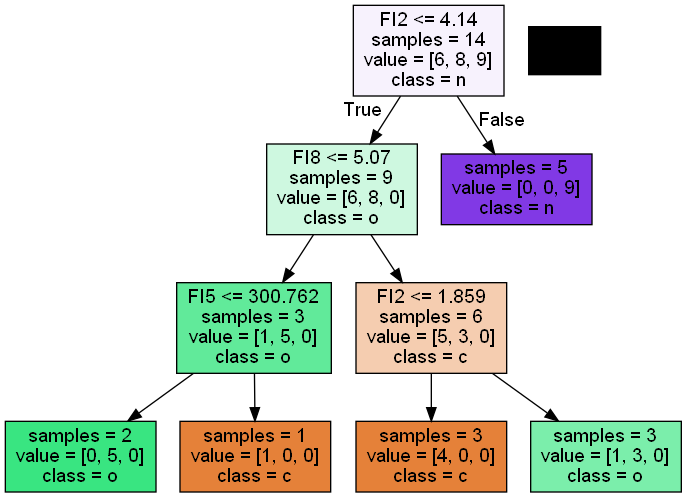 FI2 <= 4.14
samples = 14
value = [6, 8, 9]
class = n
True
False
FI8 <= 5.07
samples = 9
value = [6, 8, 0]
class = o
samples = 5
value = [0, 0, 9]
class = n
FI5 <= 300.762
samples = 3
value = [1, 5, 0]
class = o
FI2 <= 1.859
samples = 6
value = [5, 3, 0]
class = c
samples = 2
value = [0, 5, 0]
class = o
samples = 1
value = [1, 0, 0]
class = c
samples = 3
value = [4, 0, 0]
class = c
samples = 3
value = [1, 3, 0]
class = o